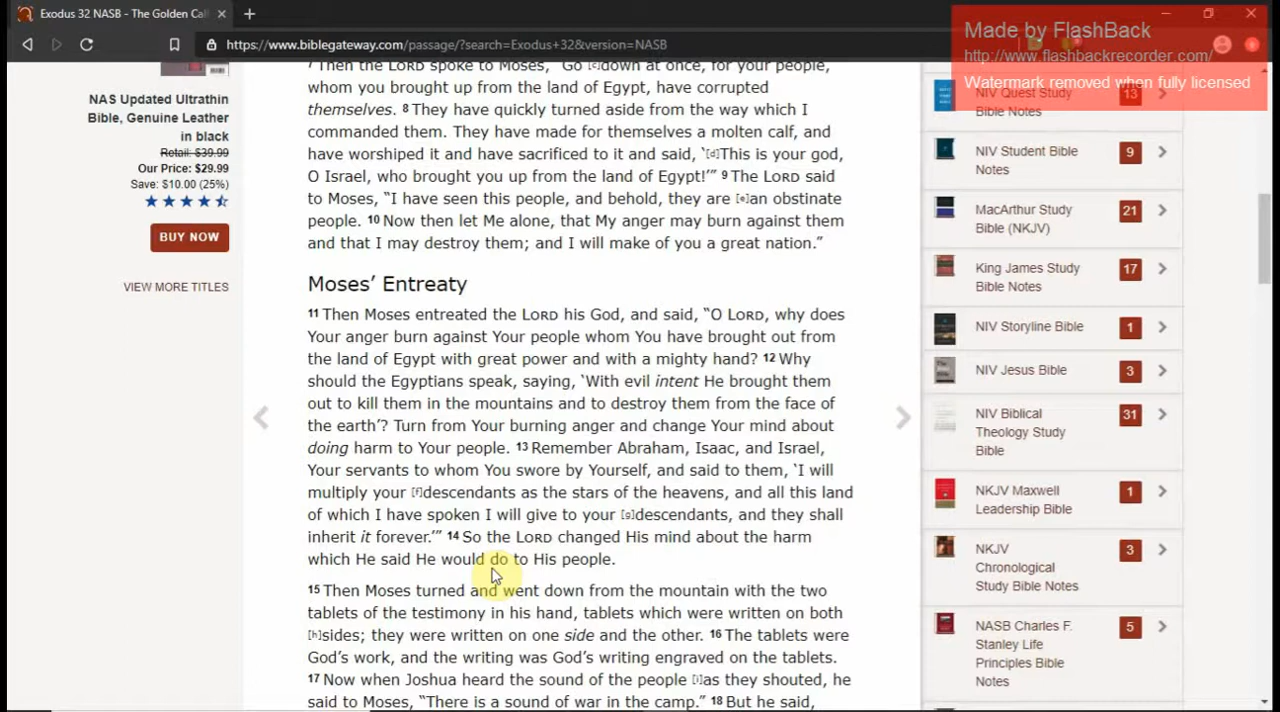 Exodus 32 NASB - The Golden Cal
Made by FlashBack
http://www.flashbackrecorder.com/
Watermark removed when fully licensed
https://www.biblegateway.com/passage/?search=Exodus+32&version=NASB
NAS Updated Ultrathin
Bible, Genuine Leather
in black
Retail: $39.99
Our Price: $29.99
Save: $10.00 (25%)
BUY NOW
VIEW MORE TITLES
7 Then the LORD spoke to Moses, “Go [c]down at once, for your people,
whom you brought up from the land of Egypt, have corrupted
themselves. 8 They have quickly turned aside from the way which I
commanded them. They have made for themselves a molten calf, and
have worshiped it and have sacrificed to it and said, ‘[d]This is your god,
O Israel, who brought you up from the land of Egypt!’” 9 The LORD said
to Moses, “I have seen this people, and behold, they are [e]an obstinate
people. 10 Now then let Me alone, that My anger may burn against them
and that I may destroy them; and I will make of you a great nation.”
Moses’ Entreaty
11 Then Moses entreated the LORD his God, and said, “O LORD, why does
Your anger burn against Your people whom You have brought out from
the land of Egypt with great power and with a mighty hand? 12 Why
should the Egyptians speak, saying, ‘With evil intent He brought them
out to kill them in the mountains and to destroy them from the face of
the earth’? Turn from Your burning anger and change Your mind about
doing harm to Your people. 13 Remember Abraham, Isaac, and Israel,
Your servants to whom You swore by Yourself, and said to them, ‘I will
multiply your [f]descendants as the stars of the heavens, and all this land
of which I have spoken I will give to your [g]descendants, and they shall
inherit it forever.’” 14 So the LORD changed His mind about the harm
which He said He would do to His people.
15 Then Moses turned and went down from the mountain with the two
tablets of the testimony in his hand, tablets which were written on both
[h]sides; they were written on one side and the other. 16 The tablets were
God’s work, and the writing was God’s writing engraved on the tablets.
17 Now when Joshua heard the sound of the people [i]as they shouted, he
said to Moses, “There is a sound of war in the camp.” 18 But he said,
NIV Quest Study 13
Bible Notes
NIV Student Bible 9
Notes
MacArthur Study 21
Bible (NKJV)
King James Study 17
Bible Notes
NIV Storyline Bible 1
NIV Jesus Bible 3
NIV Biblical 31
Theology Study
Bible
NKJV Maxwell 1
Leadership Bible
NKJV 3
Chronological
Study Bible Notes
NASB Charles F. 5
Stanley Life
Principles Bible
Notes